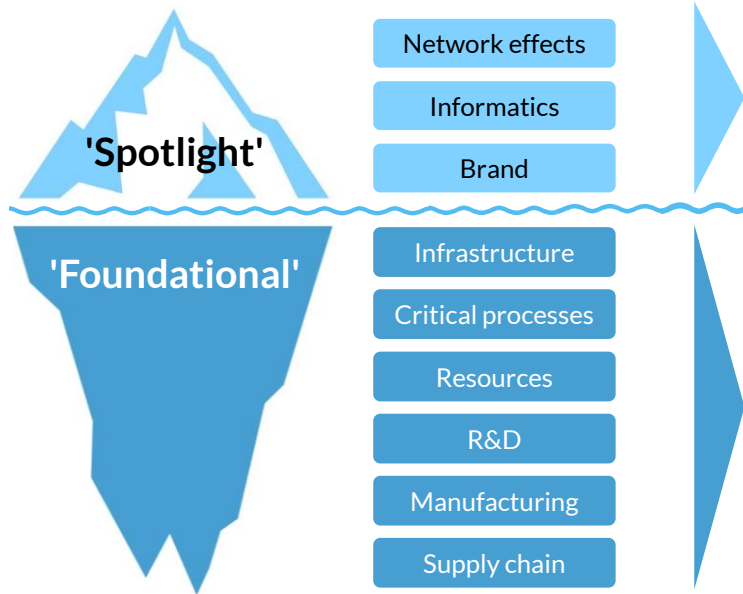 'Spotlight'
Network effects
Informatics
Brand
'Foundational'
Infrastructure
Critical processes
Resources
R&D
Manufacturing
Supply chain